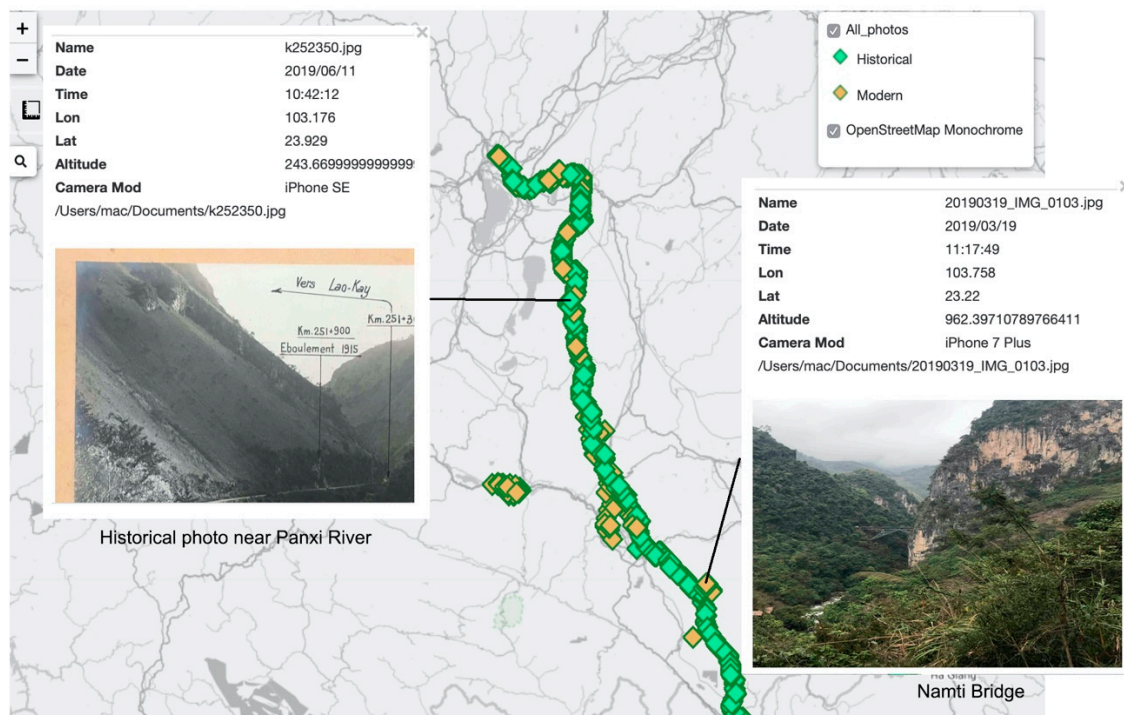 +
−
Name k252350.jpg
Date 2019/06/11
Time 10:42:12
Lon 103.176
Lat 23.929
Altitude 243.6699999999999
Camera Mod iPhone SE
/Users/mac/Documents/k252350.jpg
Vers Lao-Kay
Km.251+900
Eboulement 1915
Historical photo near Panxi River
All_photos
Historical
Modern
OpenStreetMap Monochrome
Name 20190319_IMG_0103.jpg
Date 2019/03/19
Time 11:17:49
Lon 103.758
Lat 23.22
Altitude 962.39710789766411
Camera Mod iPhone 7 Plus
/Users/mac/Documents/20190319_IMG_0103.jpg
Namti Bridge